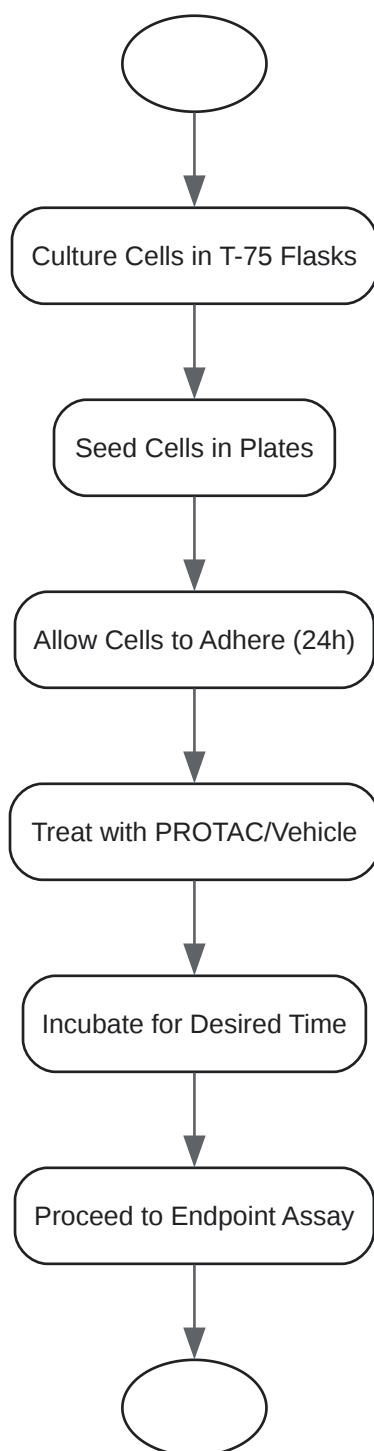 Culture Cells in T-75 Flasks
Seed Cells in Plates
Allow Cells to Adhere (24h)
Treat with PROTAC/Vehicle
Incubate for Desired Time
Proceed to Endpoint Assay